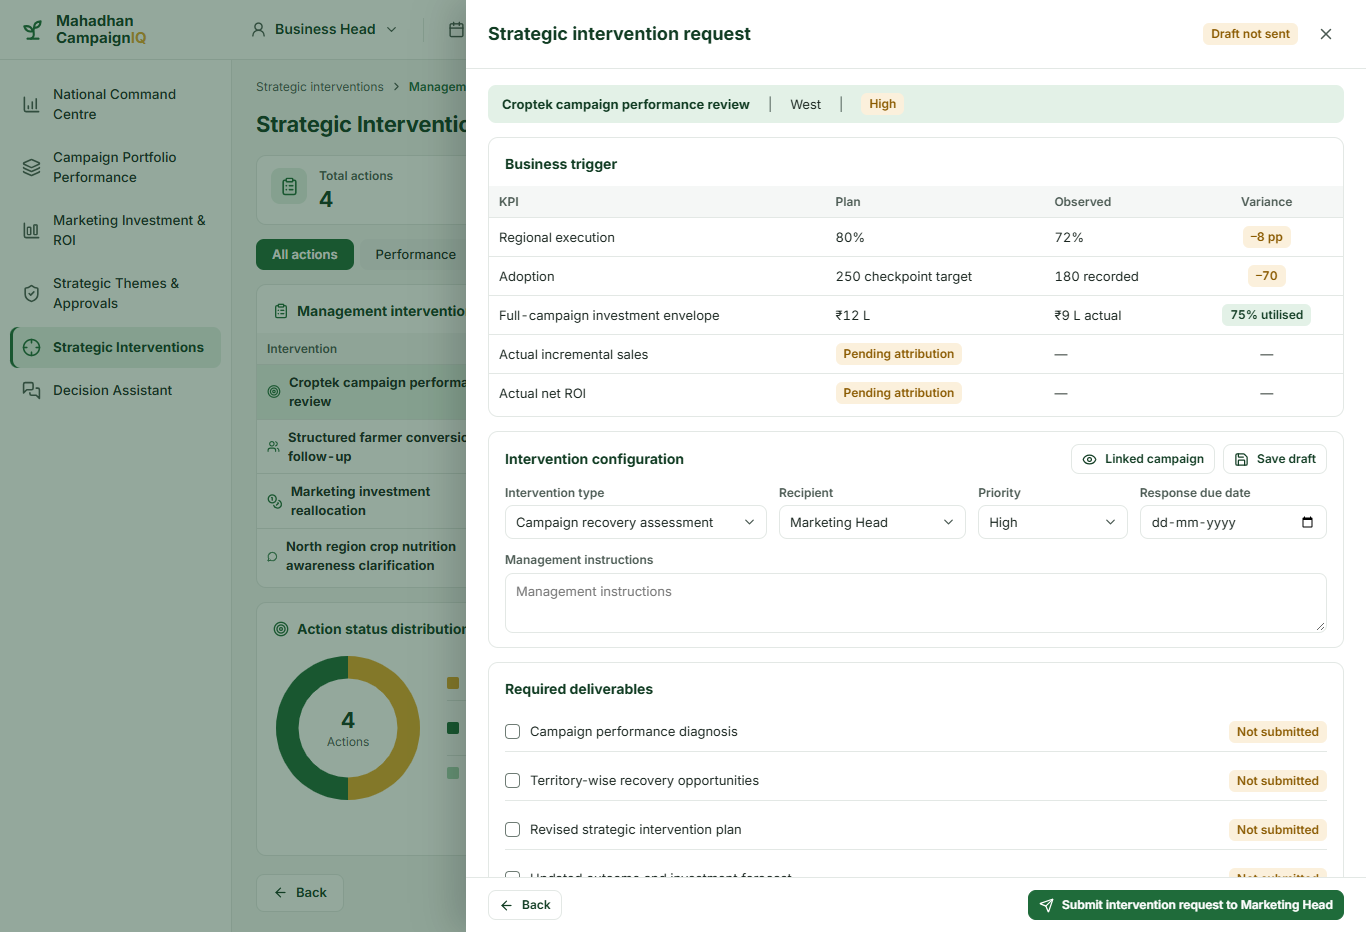 Mahadhan
CampaignIQ
Business Head
National Command
Centre
Campaign Portfolio
Performance
Marketing Investment &
ROI
Strategic Themes &
Approvals
Strategic Interventions
Decision Assistant
Strategic interventions > Managem
Strategic Interventio
Total actions
4
All actions
Performance
Management interventio
Intervention
Croptek campaign performa
review
Structured farmer conversio
follow-up
Marketing investment
reallocation
North region crop nutrition
awareness clarification
Action status distribution
4
Actions
Back
Strategic intervention request
Draft not sent
Croptek campaign performance review | West | High
Business trigger
KPI Plan Observed Variance
Regional execution 80% 72% −8 pp
Adoption 250 checkpoint target 180 recorded −70
Full-campaign investment envelope ₹12 L ₹9 L actual 75% utilised
Actual incremental sales Pending attribution — —
Actual net ROI Pending attribution — —
Intervention configuration
Linked campaign
Save draft
Intervention type Recipient Priority Response due date
Campaign recovery assessment Marketing Head High dd-mm-yyyy
Management instructions
Management instructions
Required deliverables
Campaign performance diagnosis Not submitted
Territory-wise recovery opportunities Not submitted
Revised strategic intervention plan Not submitted
Updated outcome and investment forecast Not submitted
Back
Submit intervention request to Marketing Head